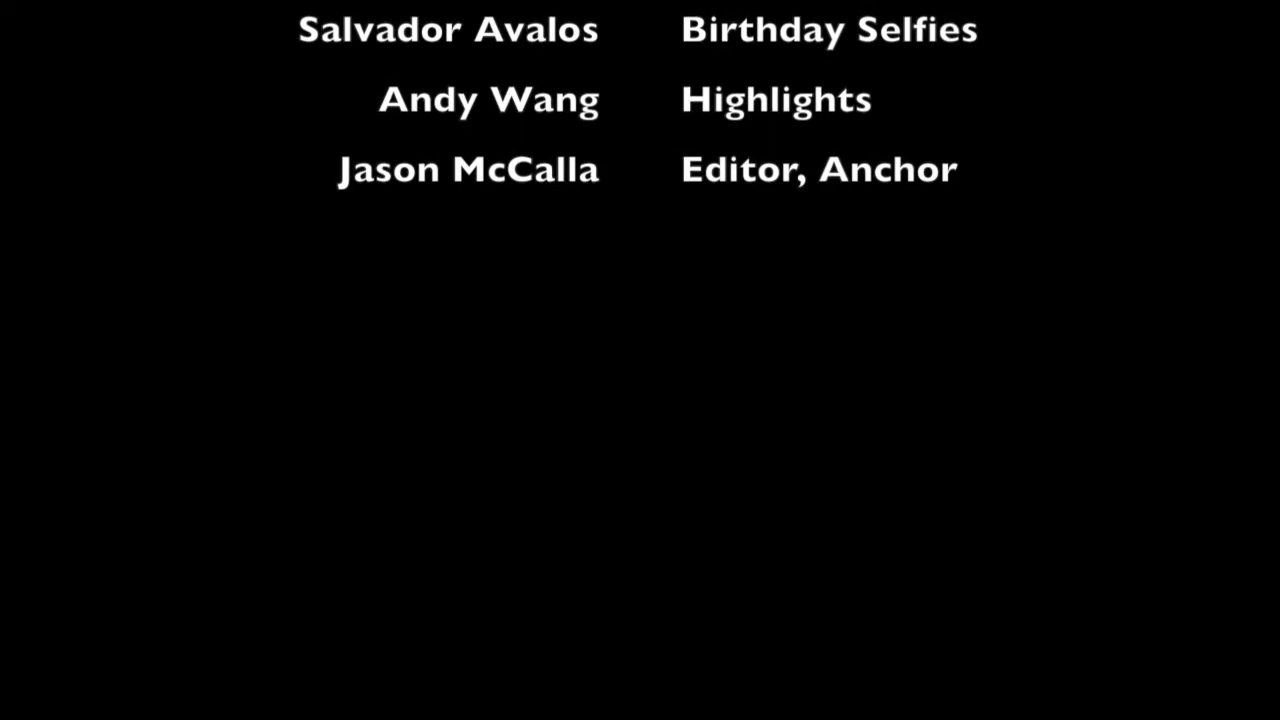 Salvador Avalos Birthday Selfies
Andy Wang Highlights
Jason McCalla Editor, Anchor